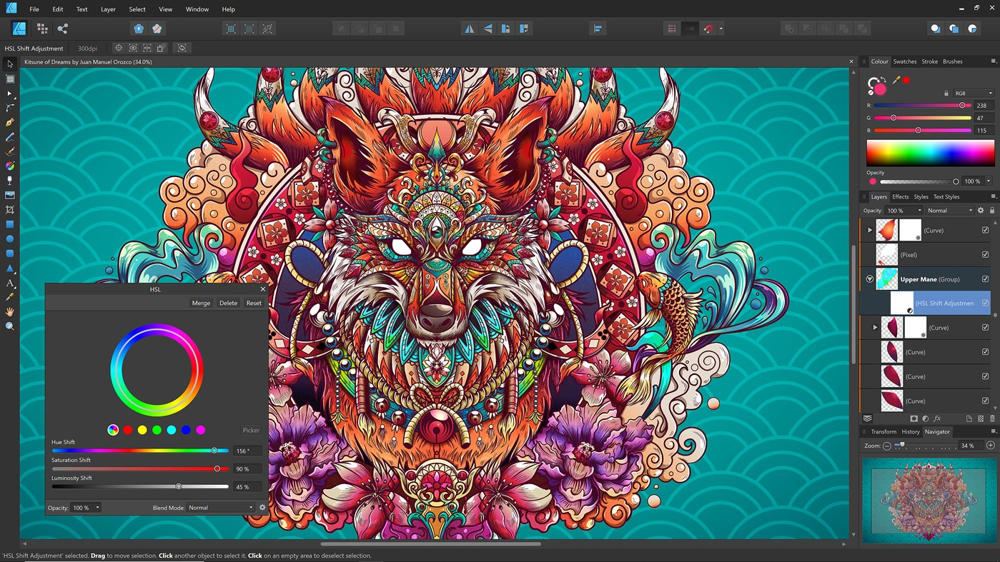 File Edit Text Layer Select View Window Help
HSL Shift Adjustment 300dpi
Kitsune of Dreams by Juan Manuel Orozco (34.0%)
Colour Swatches Stroke Brushes
RGB
R: 238
G: 47
B: 115
Opacity
100 %
Layers Effects Styles Text Styles
Opacity: 100 % Normal
(Curve)
(Pixel)
Upper Mane (Group)
(HSL Shift Adjustmen
(Curve)
(Curve)
(Curve)
(Curve)
fx
Transform History Navigator
Zoom: 34 %
A
HSL
Merge Delete Reset
Picker
Hue Shift
156 °
Saturation Shift
90 %
Luminosity Shift
45 %
Opacity: 100 % Blend Mode: Normal
'HSL Shift Adjustment' selected. Drag to move selection. Click another object to select it. Click on an empty area to deselect selection.